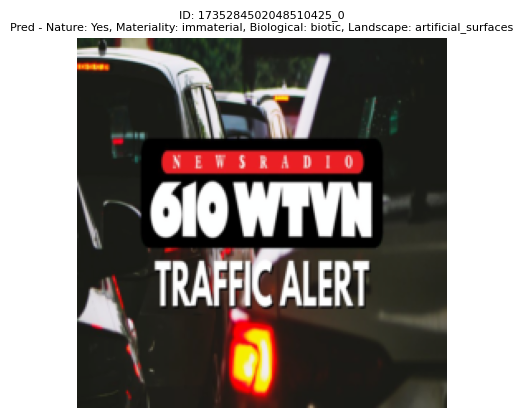 ID: 1735284502048510425_0
Pred - Nature: Yes, Materiality: immaterial, Biological: biotic, Landscape: artificial_surfaces
NEWSRADIO
610 WTVN
TRAFFIC ALERT